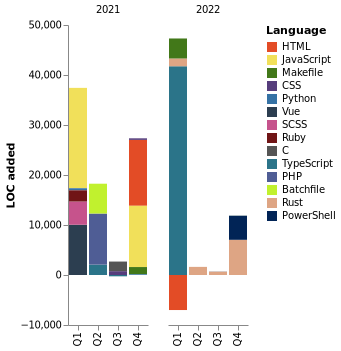 2021 2022
50,000
40,000
30,000
20,000
10,000
0
−10,000
LOC added
Q1 Q2 Q3 Q4 Q1 Q2 Q3 Q4
Language
HTML
JavaScript
Makefile
CSS
Python
Vue
SCSS
Ruby
C
TypeScript
PHP
Batchfile
Rust
PowerShell